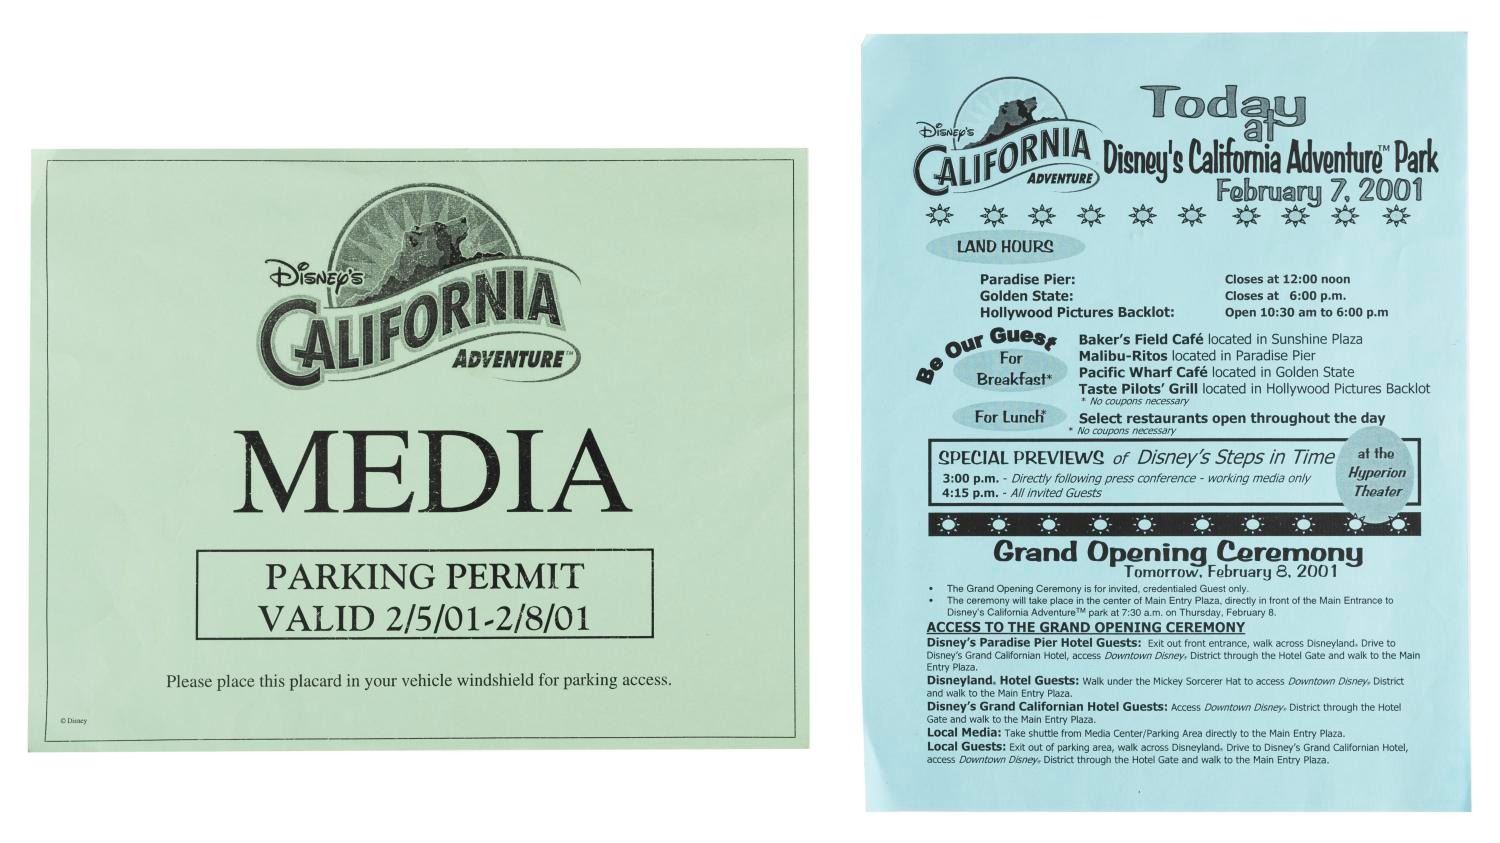 Disney's
CALIFORNIA
ADVENTURE™
MEDIA
PARKING PERMIT
VALID 2/5/01-2/8/01
Please place this placard in your vehicle windshield for parking access.
© Disney
Disney's
CALIFORNIA
ADVENTURE
Today
at
Disney's California Adventure™ Park
February 7, 2001
LAND HOURS
Paradise Pier: Closes at 12:00 noon
Golden State: Closes at 6:00 p.m.
Hollywood Pictures Backlot: Open 10:30 am to 6:00 p.m
Be Our Guest
For
Breakfast*
Baker's Field Café located in Sunshine Plaza
Malibu-Ritos located in Paradise Pier
Pacific Wharf Café located in Golden State
Taste Pilots' Grill located in Hollywood Pictures Backlot
* No coupons necessary
For Lunch*
Select restaurants open throughout the day
* No coupons necessary
SPECIAL PREVIEWS of Disney's Steps in Time
3:00 p.m. - Directly following press conference - working media only
4:15 p.m. - All invited Guests
at the
Hyperion
Theater
Grand Opening Ceremony
Tomorrow, February 8, 2001
• The Grand Opening Ceremony is for invited, credentialed Guest only.
• The ceremony will take place in the center of Main Entry Plaza, directly in front of the Main Entrance to
Disney's California Adventure™ park at 7:30 a.m. on Thursday, February 8.
ACCESS TO THE GRAND OPENING CEREMONY
Disney's Paradise Pier Hotel Guests: Exit out front entrance, walk across Disneyland® Drive to
Disney's Grand Californian Hotel, access Downtown Disney® District through the Hotel Gate and walk to the Main
Entry Plaza.
Disneyland® Hotel Guests: Walk under the Mickey Sorcerer Hat to access Downtown Disney® District
and walk to the Main Entry Plaza.
Disney's Grand Californian Hotel Guests: Access Downtown Disney® District through the Hotel
Gate and walk to the Main Entry Plaza.
Local Media: Take shuttle from Media Center/Parking Area directly to the Main Entry Plaza.
Local Guests: Exit out of parking area, walk across Disneyland® Drive to Disney's Grand Californian Hotel,
access Downtown Disney® District through the Hotel Gate and walk to the Main Entry Plaza.